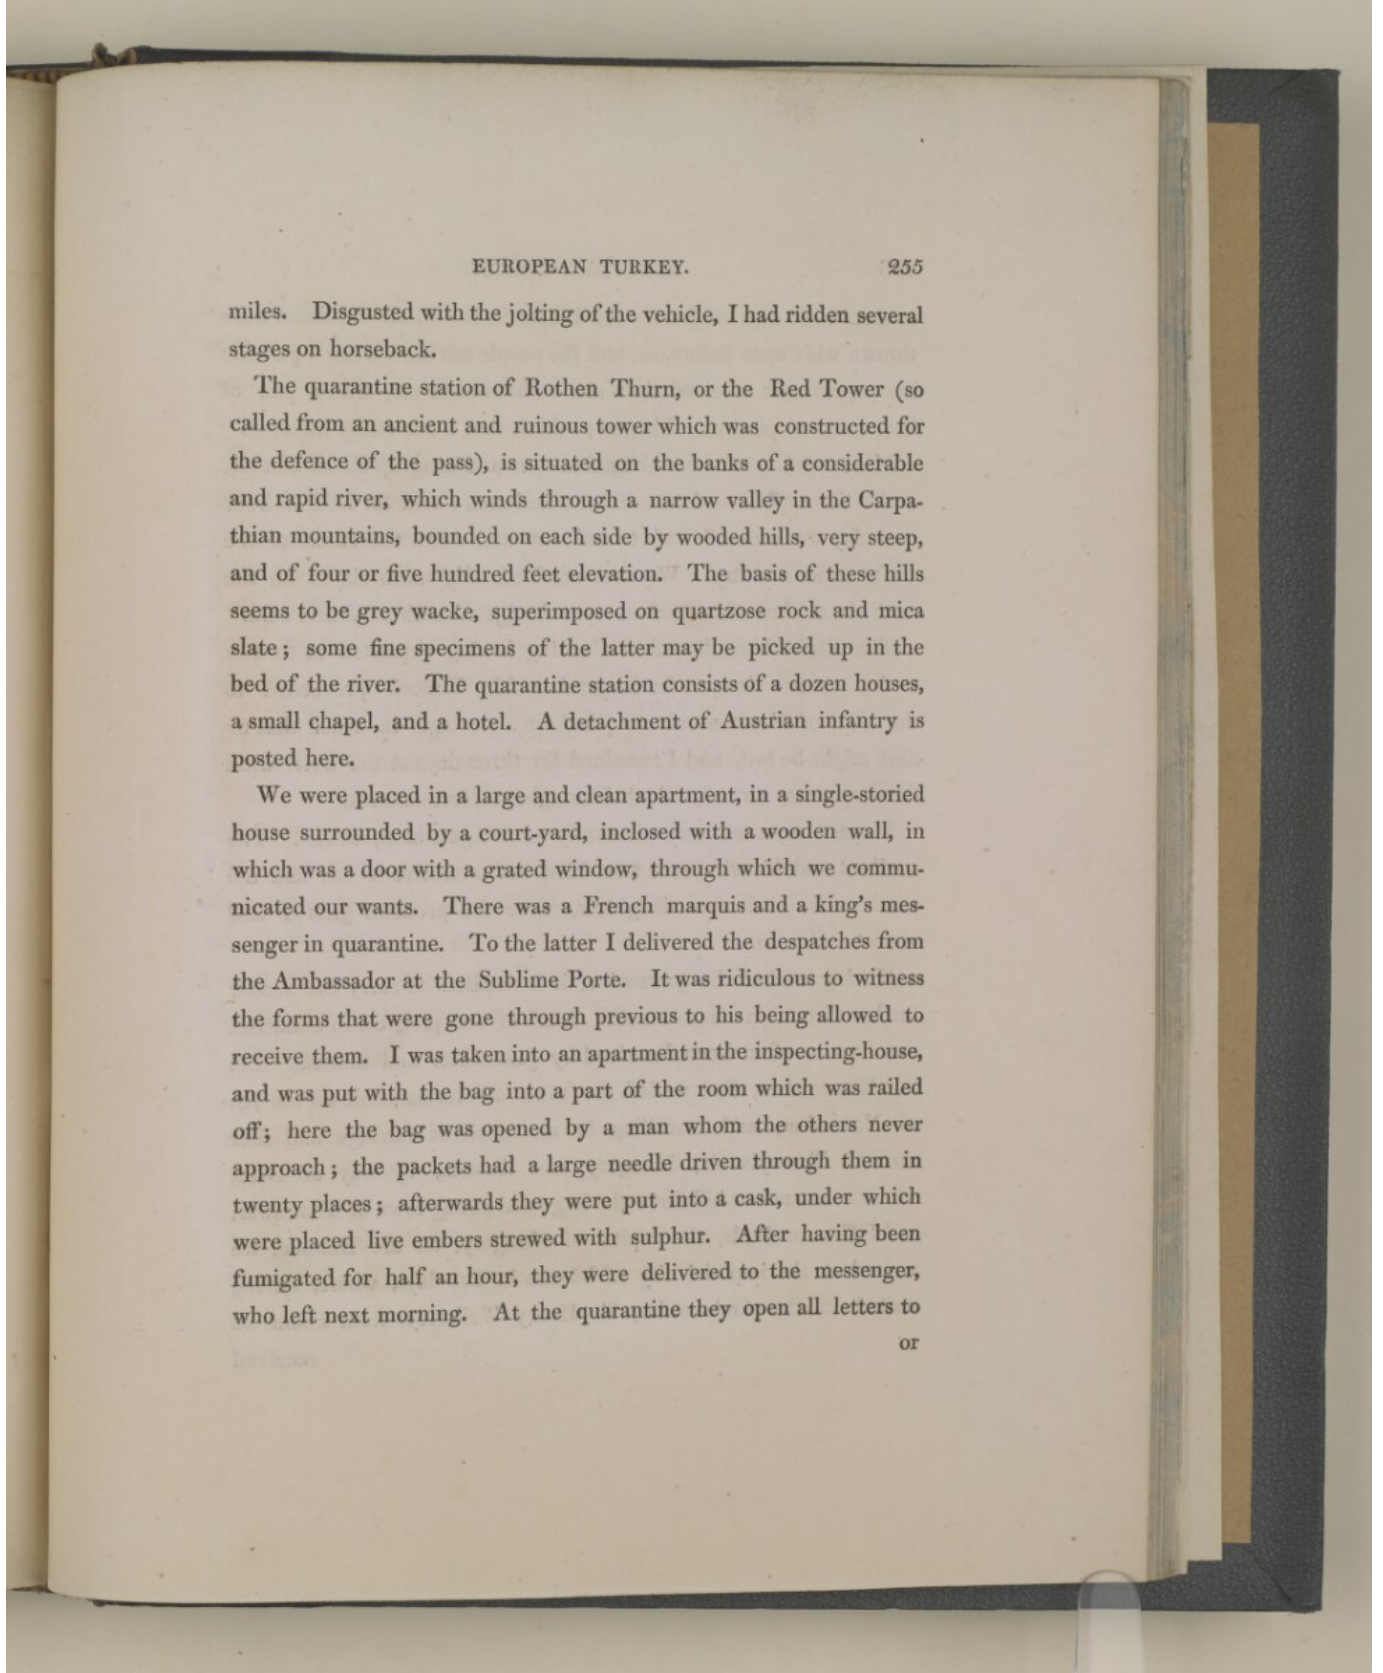 EUROPEAN TURKEY. 255
miles. Disgusted with the jolting of the vehicle, I had ridden several
stages on horseback.
The quarantine station of Rothen Thurn, or the Red Tower (so
called from an ancient and ruinous tower which was constructed for
the defence of the pass), is situated on the banks of a considerable
and rapid river, which winds through a narrow valley in the Carpa-
thian mountains, bounded on each side by wooded hills, very steep,
and of four or five hundred feet elevation. The basis of these hills
seems to be grey wacke, superimposed on quartzose rock and mica
slate; some fine specimens of the latter may be picked up in the
bed of the river. The quarantine station consists of a dozen houses,
a small chapel, and a hotel. A detachment of Austrian infantry is
posted here.
We were placed in a large and clean apartment, in a single-storied
house surrounded by a court-yard, inclosed with a wooden wall, in
which was a door with a grated window, through which we commu-
nicated our wants. There was a French marquis and a king's mes-
senger in quarantine. To the latter I delivered the despatches from
the Ambassador at the Sublime Porte. It was ridiculous to witness
the forms that were gone through previous to his being allowed to
receive them. I was taken into an apartment in the inspecting-house,
and was put with the bag into a part of the room which was railed
off; here the bag was opened by a man whom the others never
approach; the packets had a large needle driven through them in
twenty places; afterwards they were put into a cask, under which
were placed live embers strewed with sulphur. After having been
fumigated for half an hour, they were delivered to the messenger,
who left next morning. At the quarantine they open all letters to
or